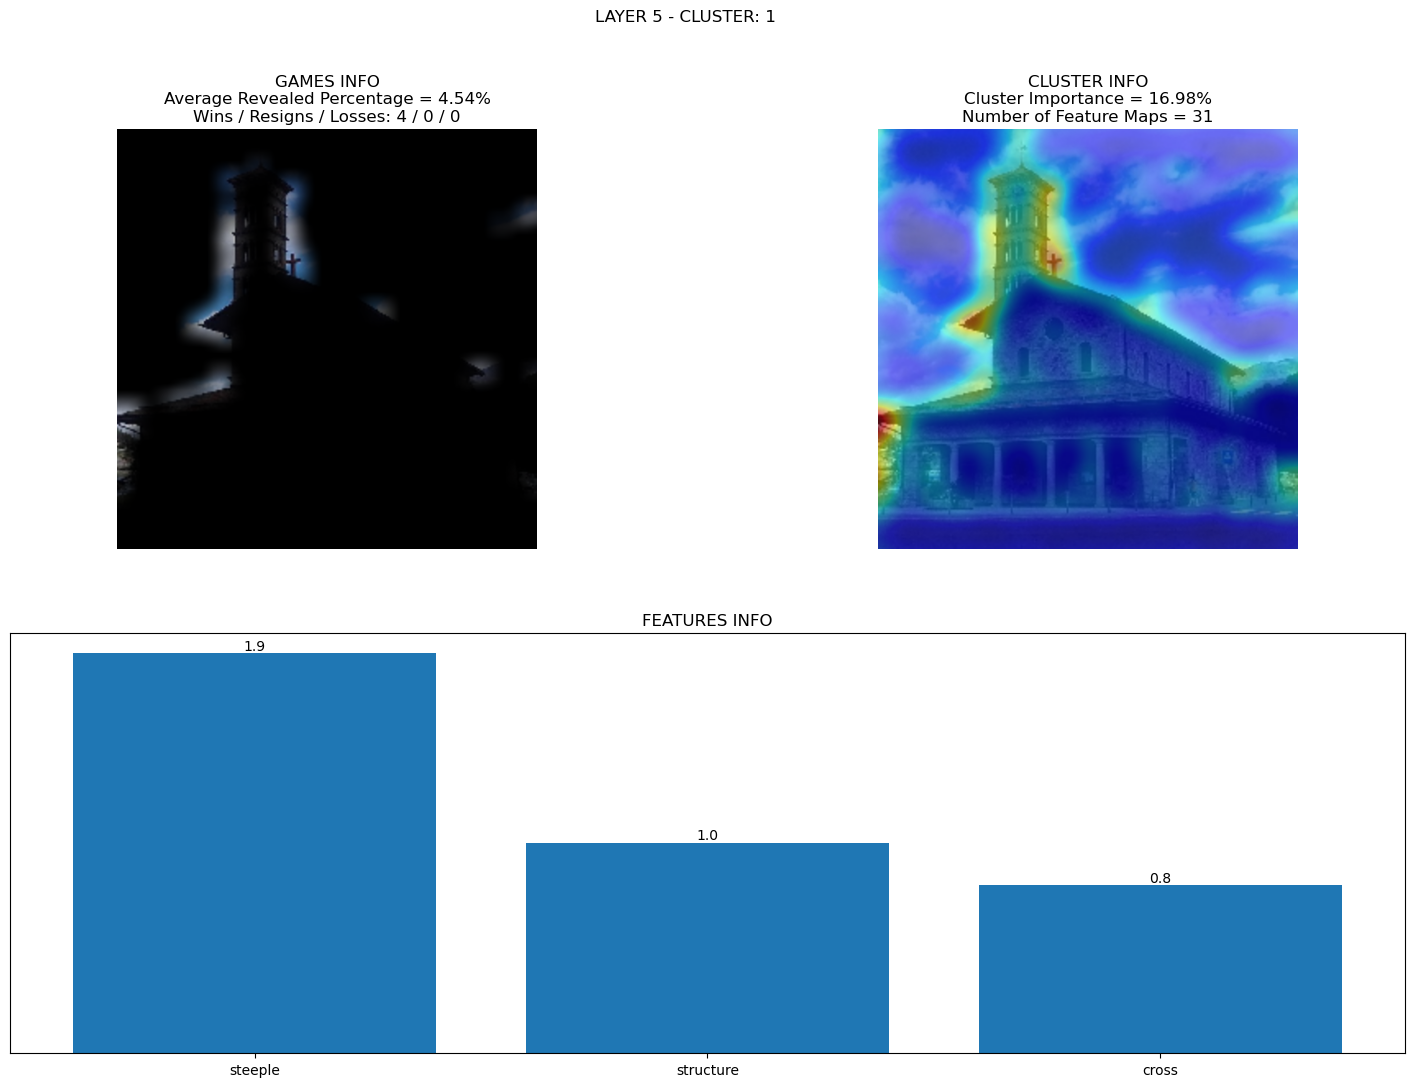 LAYER 5 - CLUSTER: 1
GAMES INFO
Average Revealed Percentage = 4.54%
Wins / Resigns / Losses: 4 / 0 / 0
CLUSTER INFO
Cluster Importance = 16.98%
Number of Feature Maps = 31
FEATURES INFO
1.9
1.0
0.8
steeple
structure
cross